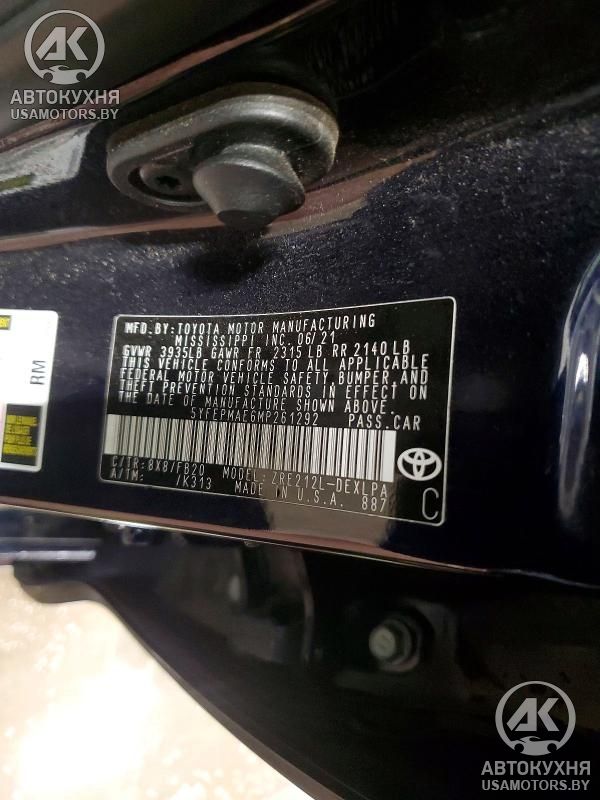 AK
АВТОКУХНЯ
USAMOTORS.BY
RM
MFD.BY: TOYOTA MOTOR MANUFACTURING
MISSISSIPPI INC. 06/21
GVWR 3935LB GAWR FR 2315 LB RR 2140 LB
THIS VEHICLE CONFORMS TO ALL APPLICABLE
FEDERAL MOTOR VEHICLE SAFETY, BUMPER, AND
THEFT PREVENTION STANDARDS IN EFFECT ON
THE DATE OF MANUFACTURE SHOWN ABOVE.
5YFEPMAE6MP261292 PASS.CAR
C/TR: 8X8/FB20 MODEL: ZRE212L-DEXLPA
A/TM: /K313 MADE IN U.S.A. 887
C
AK
АВТОКУХНЯ
USAMOTORS.BY